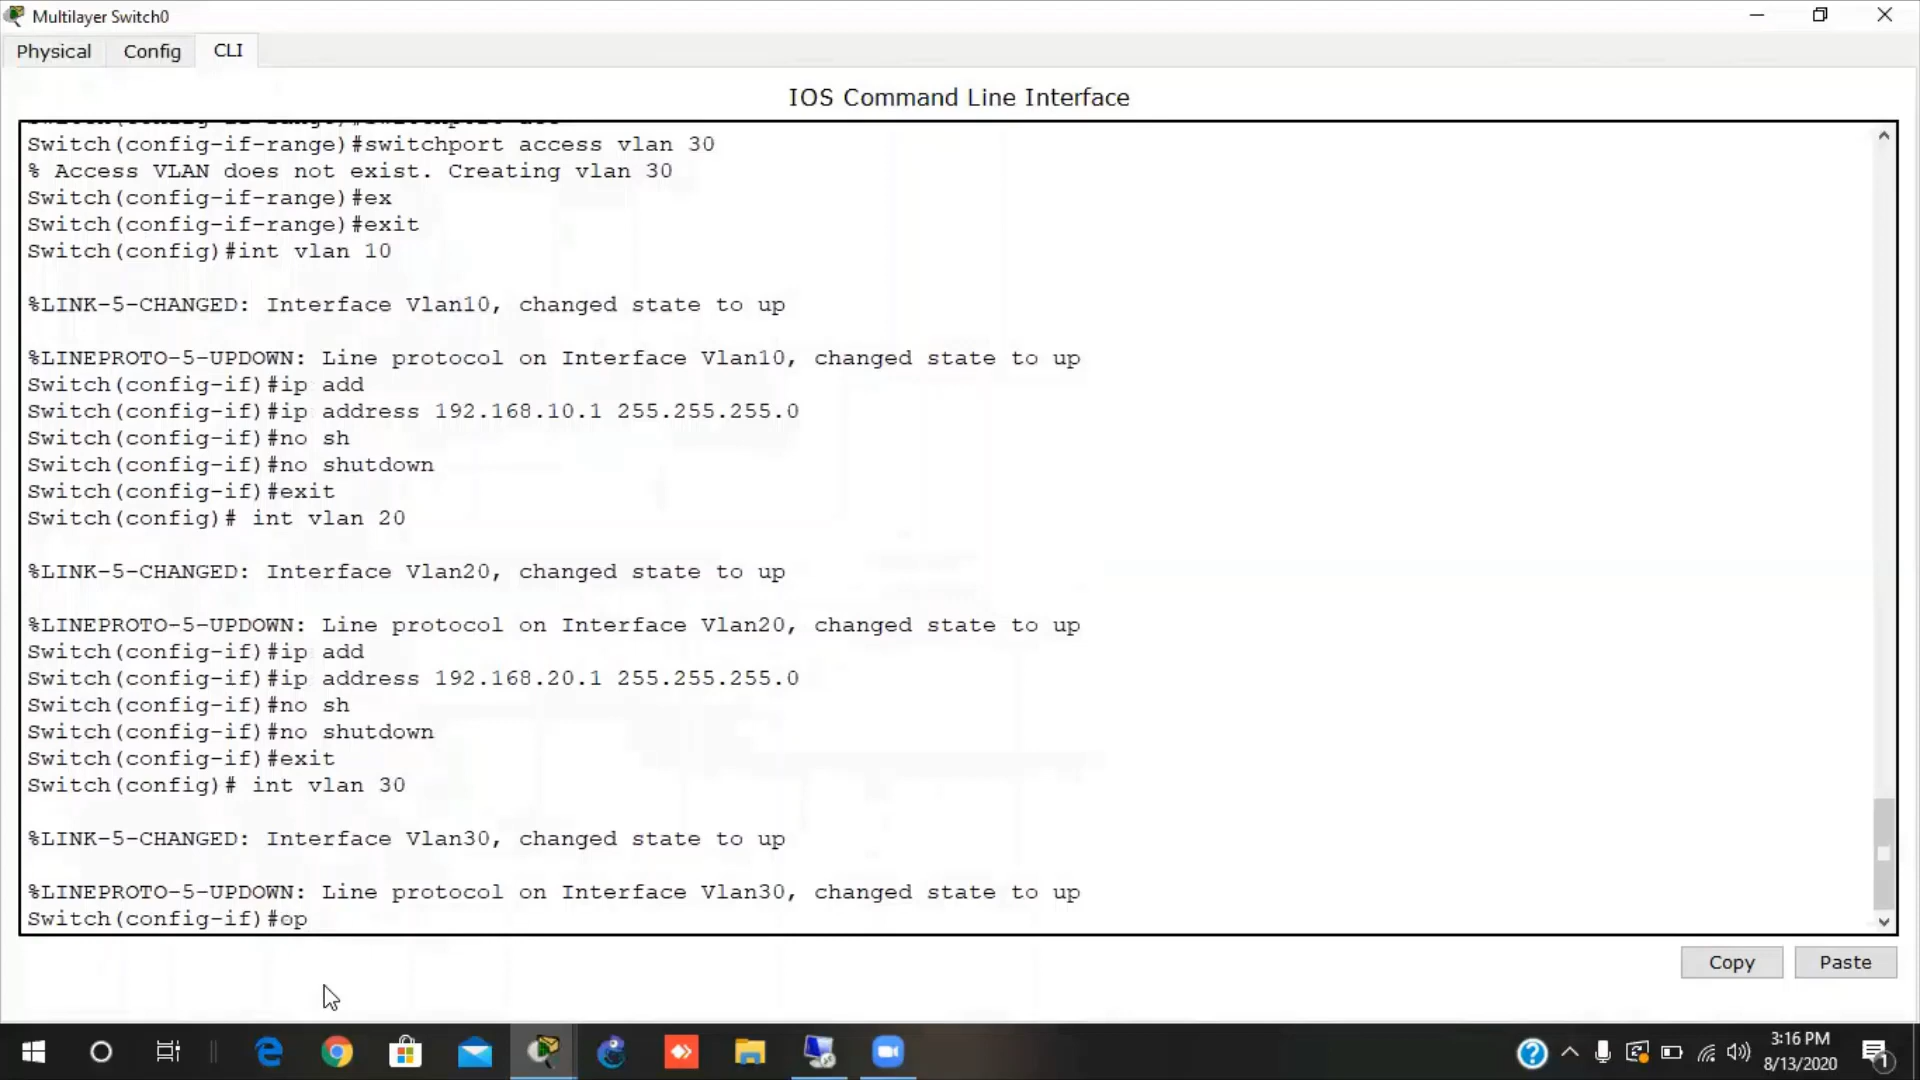 Multilayer Switch0
Physical
Config
CLI
IOS Command Line Interface
Switch(config-if-range)#switchport access vlan 30
% Access VLAN does not exist. Creating vlan 30
Switch(config-if-range)#ex
Switch(config-if-range)#exit
Switch(config)#int vlan 10
%LINK-5-CHANGED: Interface Vlan10, changed state to up
%LINEPROTO-5-UPDOWN: Line protocol on Interface Vlan10, changed state to up
Switch(config-if)#ip add
Switch(config-if)#ip address 192.168.10.1 255.255.255.0
Switch(config-if)#no sh
Switch(config-if)#no shutdown
Switch(config-if)#exit
Switch(config)# int vlan 20
%LINK-5-CHANGED: Interface Vlan20, changed state to up
%LINEPROTO-5-UPDOWN: Line protocol on Interface Vlan20, changed state to up
Switch(config-if)#ip add
Switch(config-if)#ip address 192.168.20.1 255.255.255.0
Switch(config-if)#no sh
Switch(config-if)#no shutdown
Switch(config-if)#exit
Switch(config)# int vlan 30
%LINK-5-CHANGED: Interface Vlan30, changed state to up
%LINEPROTO-5-UPDOWN: Line protocol on Interface Vlan30, changed state to up
Switch(config-if)#op
Copy
Paste
3:16 PM
8/13/2020
1